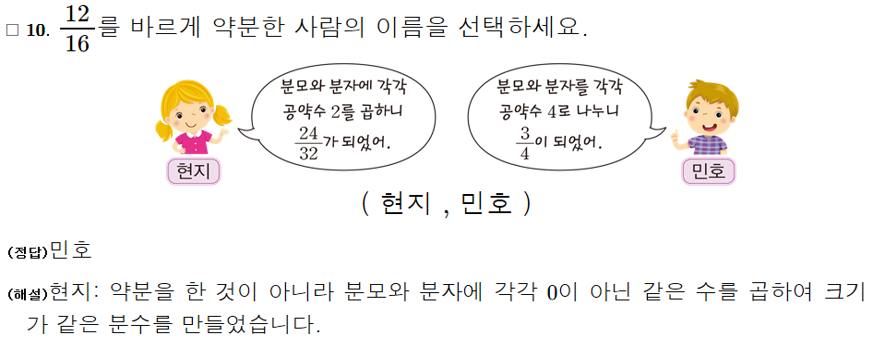 □ 10. 12/16를 바르게 약분한 사람의 이름을 선택하세요.
분모와 분자에 각각
공약수 2를 곱하니
24/32가 되었어.
분모와 분자를 각각
공약수 4로 나누니
3/4이 되었어.
현지
민호
( 현지 , 민호 )
(정답)민호
(해설)현지: 약분을 한 것이 아니라 분모와 분자에 각각 0이 아닌 같은 수를 곱하여 크기
가 같은 분수를 만들었습니다.